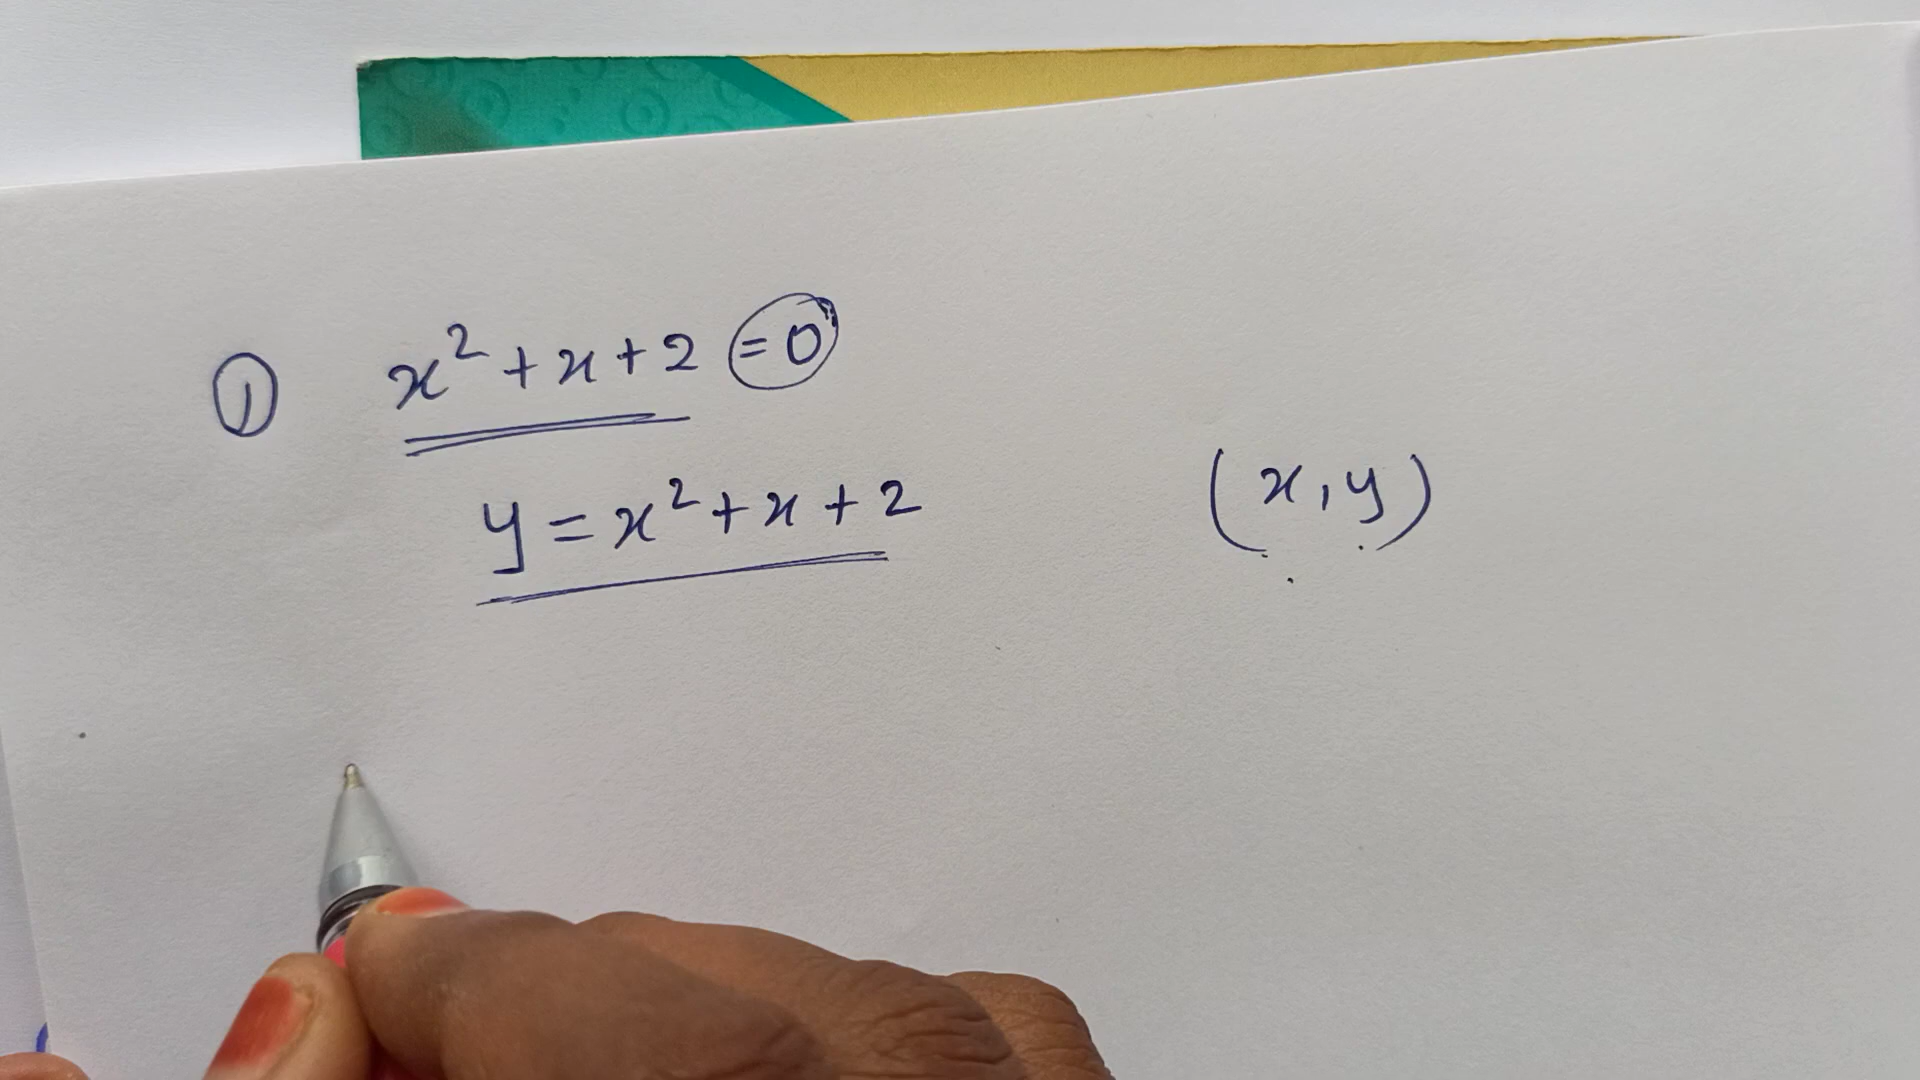 ① x² + x + 2 = 0
y = x² + x + 2
(x, y)